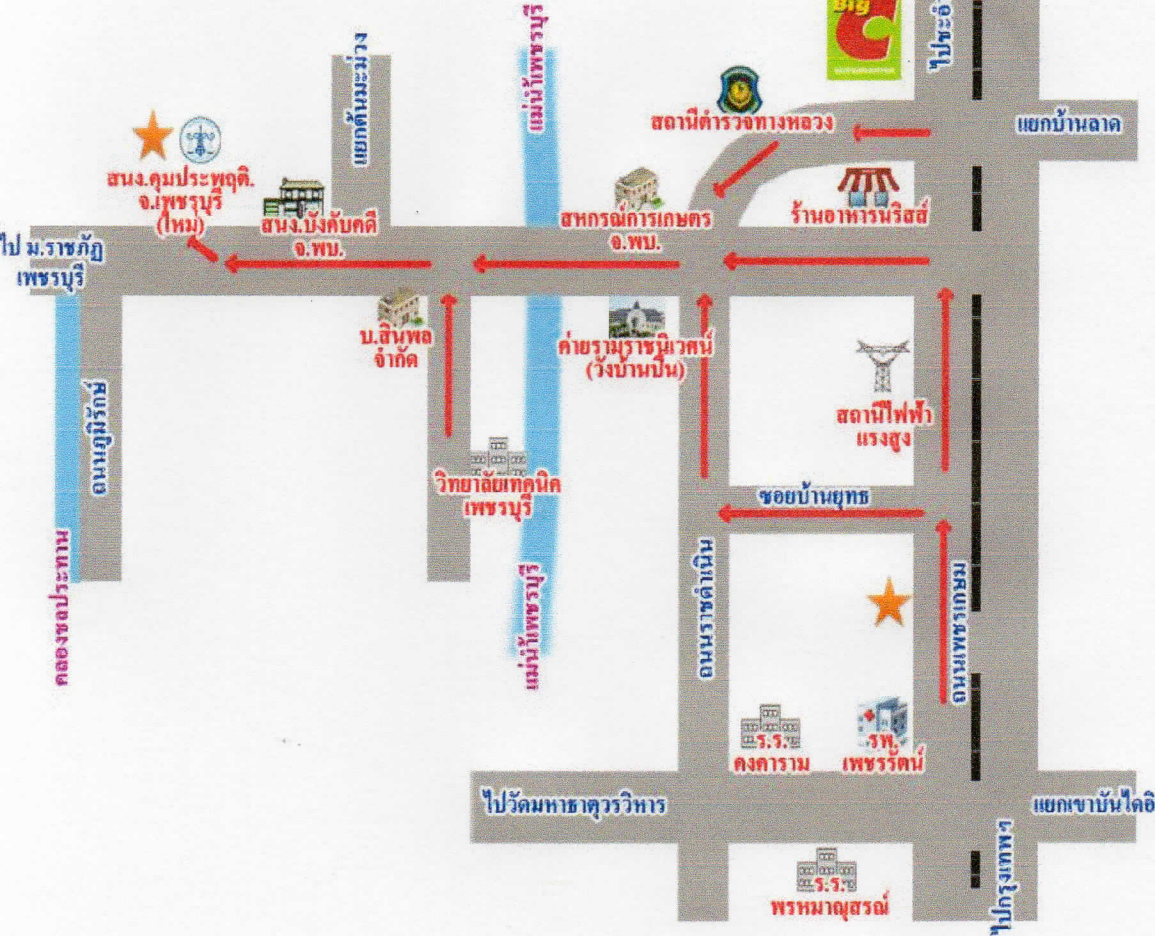 Big
C
ไปชะอำ
แม่น้ำเพชรบุรี
แยกต้นมะม่วง
สถานีตำรวจทางหลวง
แยกบ้านลาด
สนง.คุมประพฤติ.
จ.เพชรบุรี
(ใหม่)
สนง.บังคับคดี
จ.พบ.
สหกรณ์การเกษตร
จ.พบ.
ร้านอาหารนริสส์
ไป ม.ราชภัฏ
เพชรบุรี
บ.สินพล
จำกัด
ค่ายรามราชนิเวศน์
(วังบ้านปืน)
สถานีไฟฟ้า
แรงสูง
ถนนภูมิรักษ์
วิทยาลัยเทคนิค
เพชรบุรี
ซอยบ้านยุทธ
คลองชลประทาน
แม่น้ำเพชรบุรี
ถนนราชดำเนิน
ถนนเพชรเกษม
ร.ร.
คงคาราม
รพ.
เพชรรัตน์
ไปวัดมหาธาตุวรวิหาร
แยกเขาบันไดอิ
ร.ร.
พรหมานุสรณ์
ไปกรุงเทพฯ